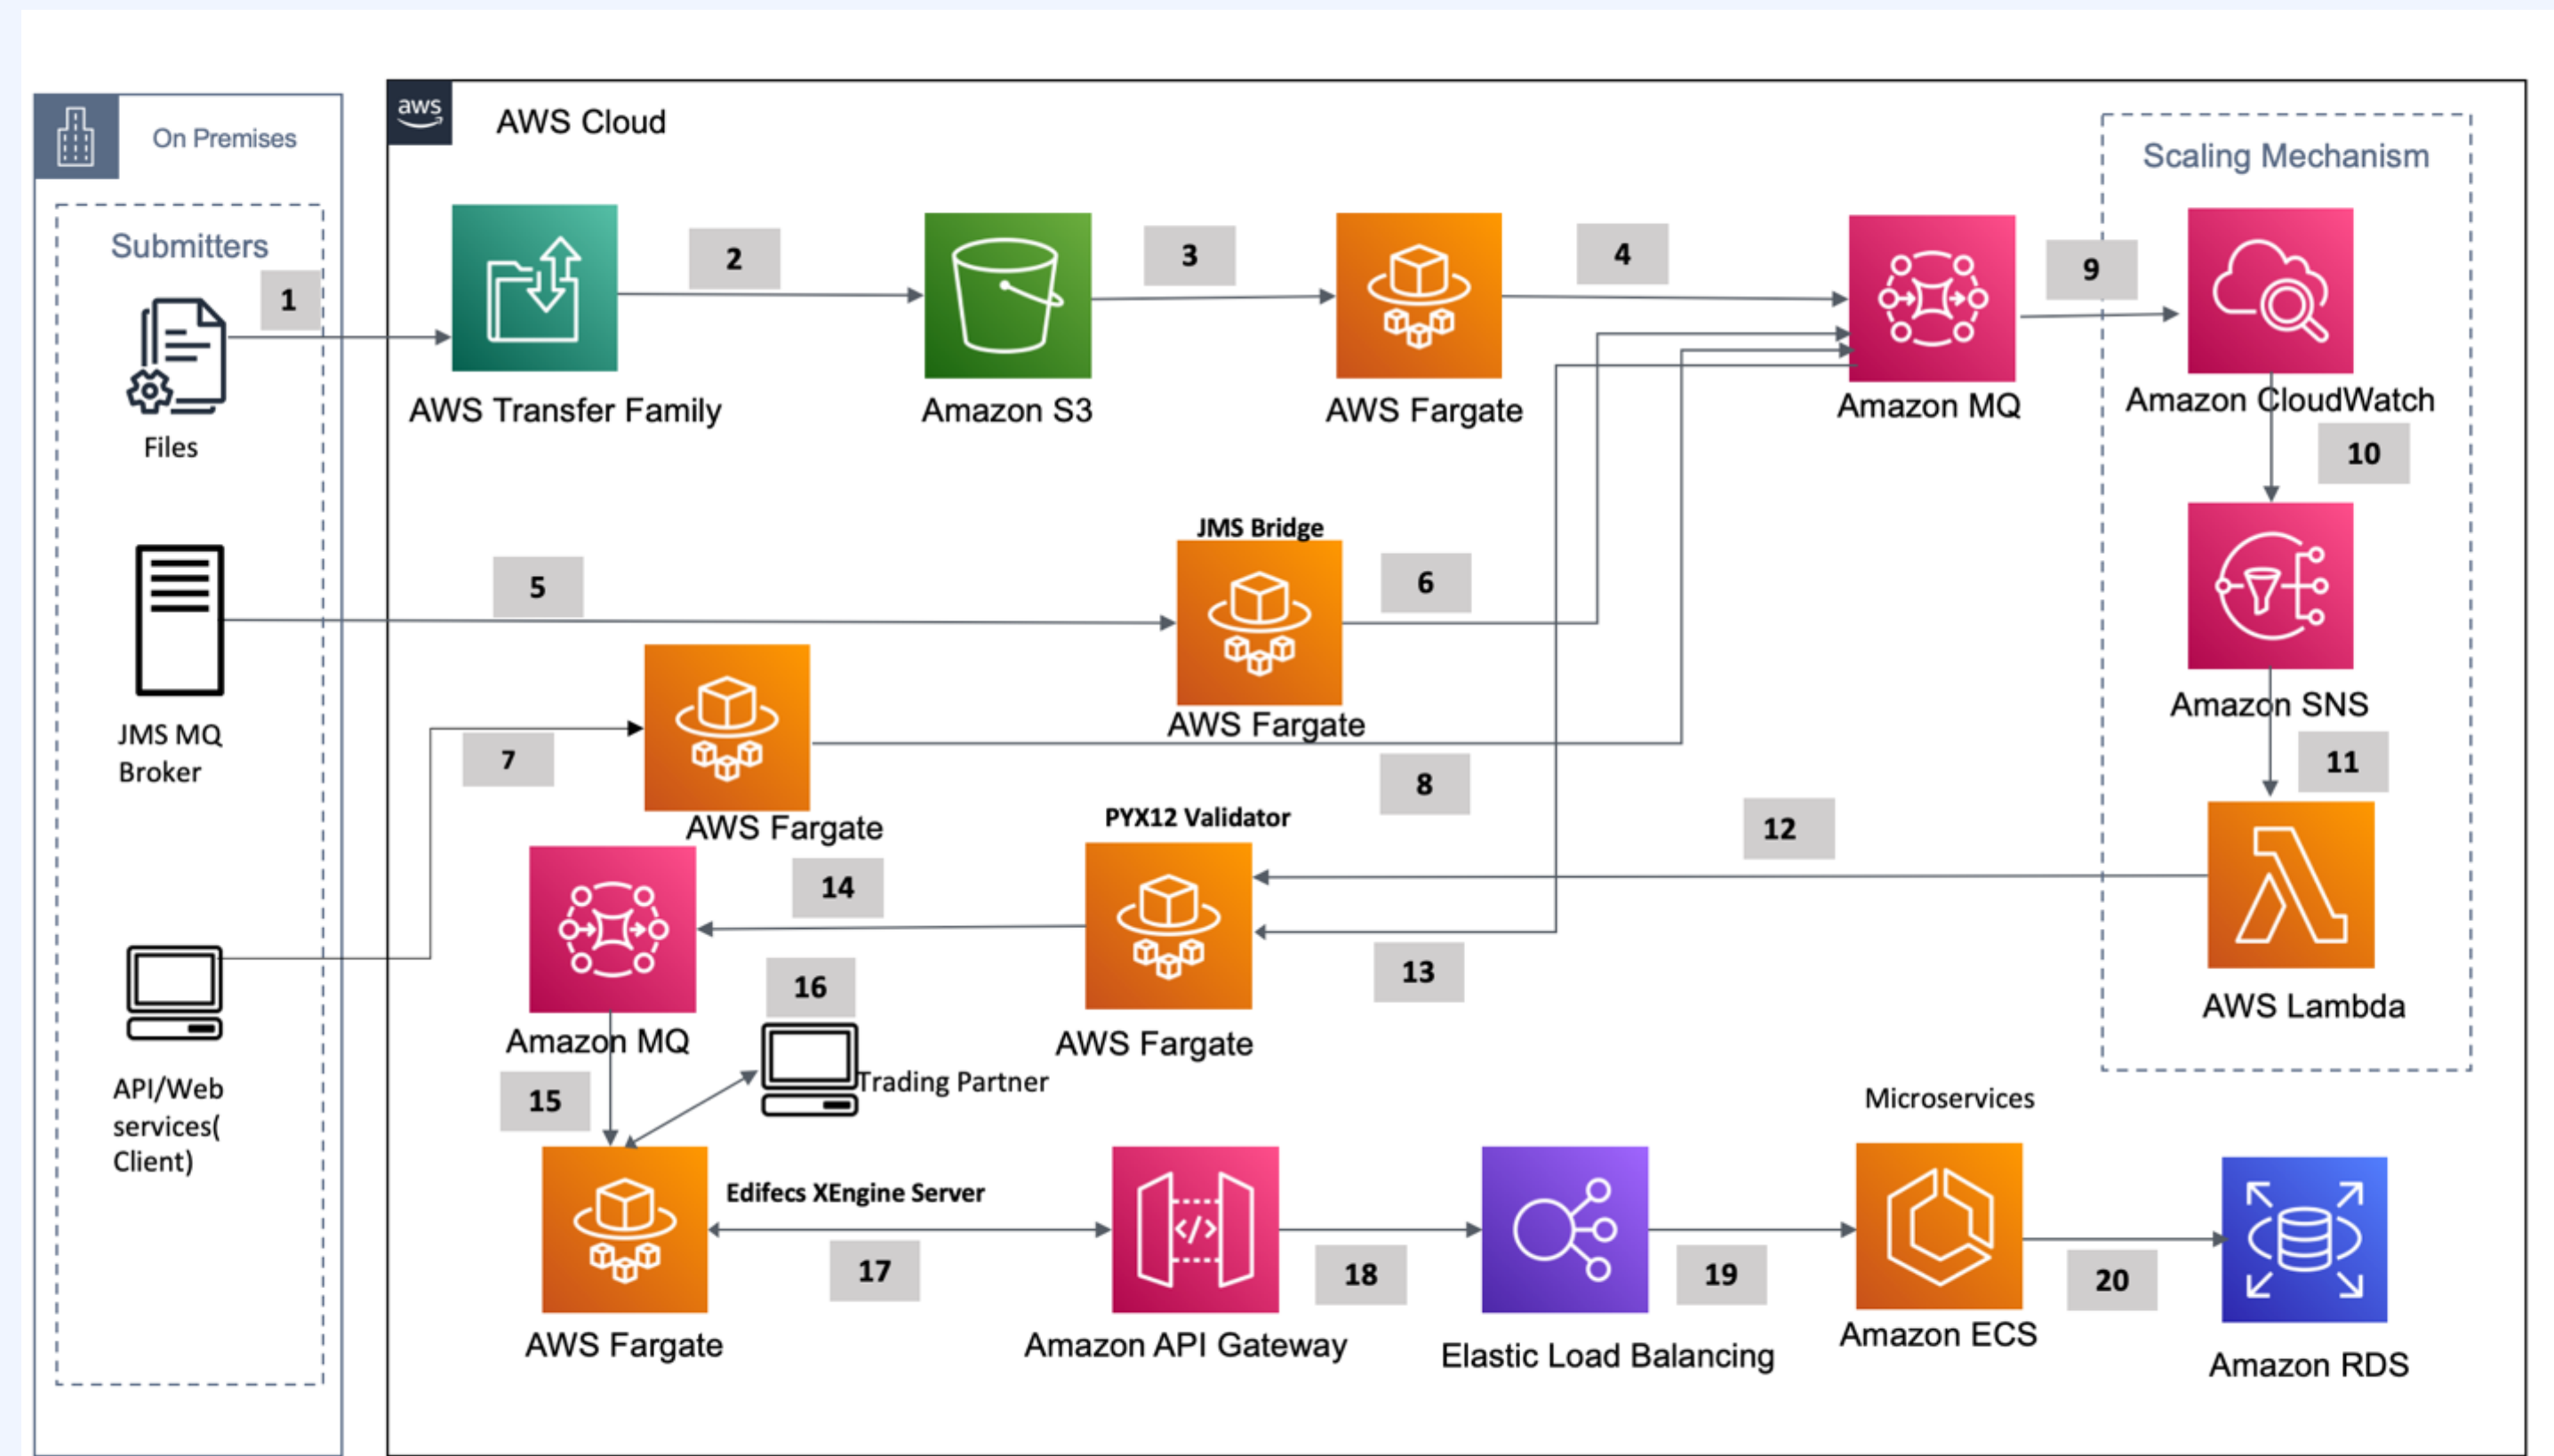 On Premises
aws
AWS Cloud
Scaling Mechanism
Submitters
1
2
3
4
9
Files
AWS Transfer Family
Amazon S3
AWS Fargate
Amazon MQ
Amazon CloudWatch
10
JMS Bridge
5
6
AWS Fargate
Amazon SNS
JMS MQ
Broker
7
8
11
AWS Fargate
PYX12 Validator
12
14
13
16
Amazon MQ
AWS Fargate
AWS Lambda
Trading Partner
API/Web
services(
Client)
15
Microservices
Edifecs XEngine Server
17
18
19
20
AWS Fargate
Amazon API Gateway
Elastic Load Balancing
Amazon ECS
Amazon RDS